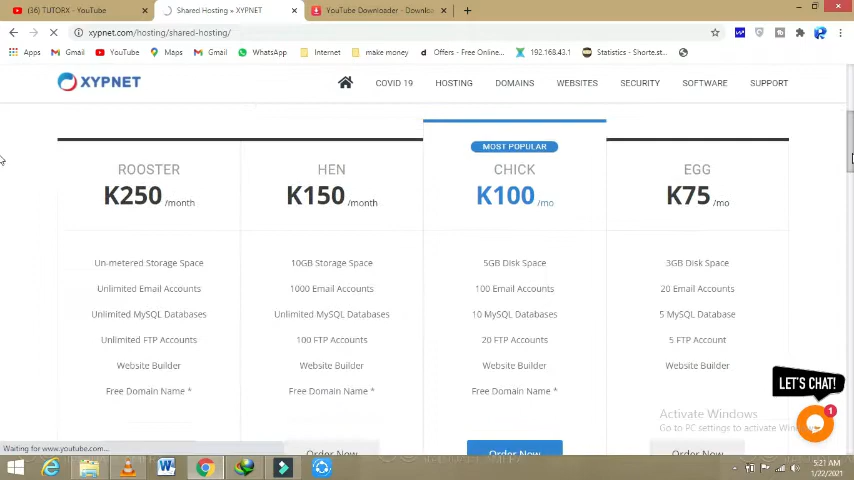 (36) TUTORX - YouTube
Shared Hosting » XYPNET
YouTube Downloader - Downloa
xypnet.com/hosting/shared-hosting/
Apps Gmail YouTube Maps Gmail WhatsApp Internet make money Offers - Free Online... 192.168.43.1 Statistics - Shorte.st...
XYPNET
COVID 19 HOSTING DOMAINS WEBSITES SECURITY SOFTWARE SUPPORT
MOST POPULAR
ROOSTER HEN CHICK EGG
K250 /month K150 /month K100 /mo K75 /mo
Un-metered Storage Space 10GB Storage Space 5GB Disk Space 3GB Disk Space
Unlimited Email Accounts 1000 Email Accounts 100 Email Accounts 20 Email Accounts
Unlimited MySQL Databases Unlimited MySQL Databases 10 MySQL Databases 5 MySQL Database
Unlimited FTP Accounts 100 FTP Accounts 20 FTP Accounts 5 FTP Account
Website Builder Website Builder Website Builder Website Builder
Free Domain Name * Free Domain Name * Free Domain Name *
LET'S CHAT!
1
Activate Windows
Go to PC settings to activate
Order Now Order Now Order Now
Waiting for www.youtube.com...
5:21 AM
1/22/2021